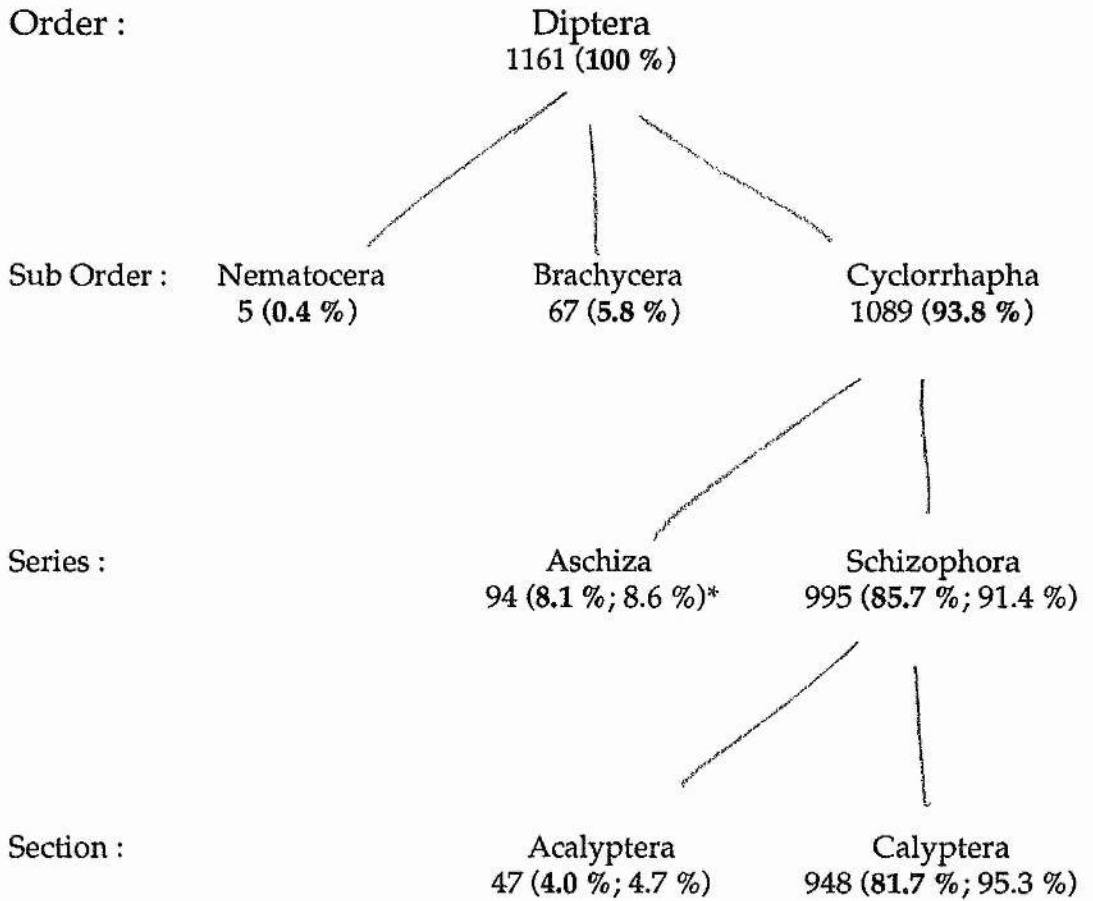 Order :
Diptera
1161 (100 %)
Sub Order :
Nematocera
5 (0.4 %)
Brachycera
67 (5.8 %)
Cyclorrhapha
1089 (93.8 %)
Series :
Aschiza
94 (8.1 %; 8.6 %)*
Schizophora
995 (85.7 %; 91.4 %)
Section :
Acalyptera
47 (4.0 %; 4.7 %)
Calyptera
948 (81.7 %; 95.3 %)